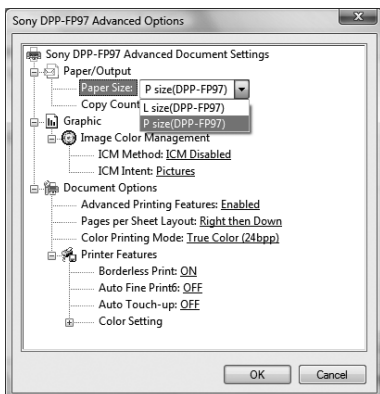 Sony DPP-FP97 Advanced Options
Sony DPP-FP97 Advanced Document Settings
Paper/Output
Paper Size: P size(DPP-FP97)
Copy Count
L size(DPP-FP97)
P size(DPP-FP97)
Graphic
Image Color Management
ICM Method: ICM Disabled
ICM Intent: Pictures
Document Options
Advanced Printing Features: Enabled
Pages per Sheet Layout: Right then Down
Color Printing Mode: True Color (24bpp)
Printer Features
Borderless Print: ON
Auto Fine Print6: OFF
Auto Touch-up: OFF
Color Setting
OK Cancel